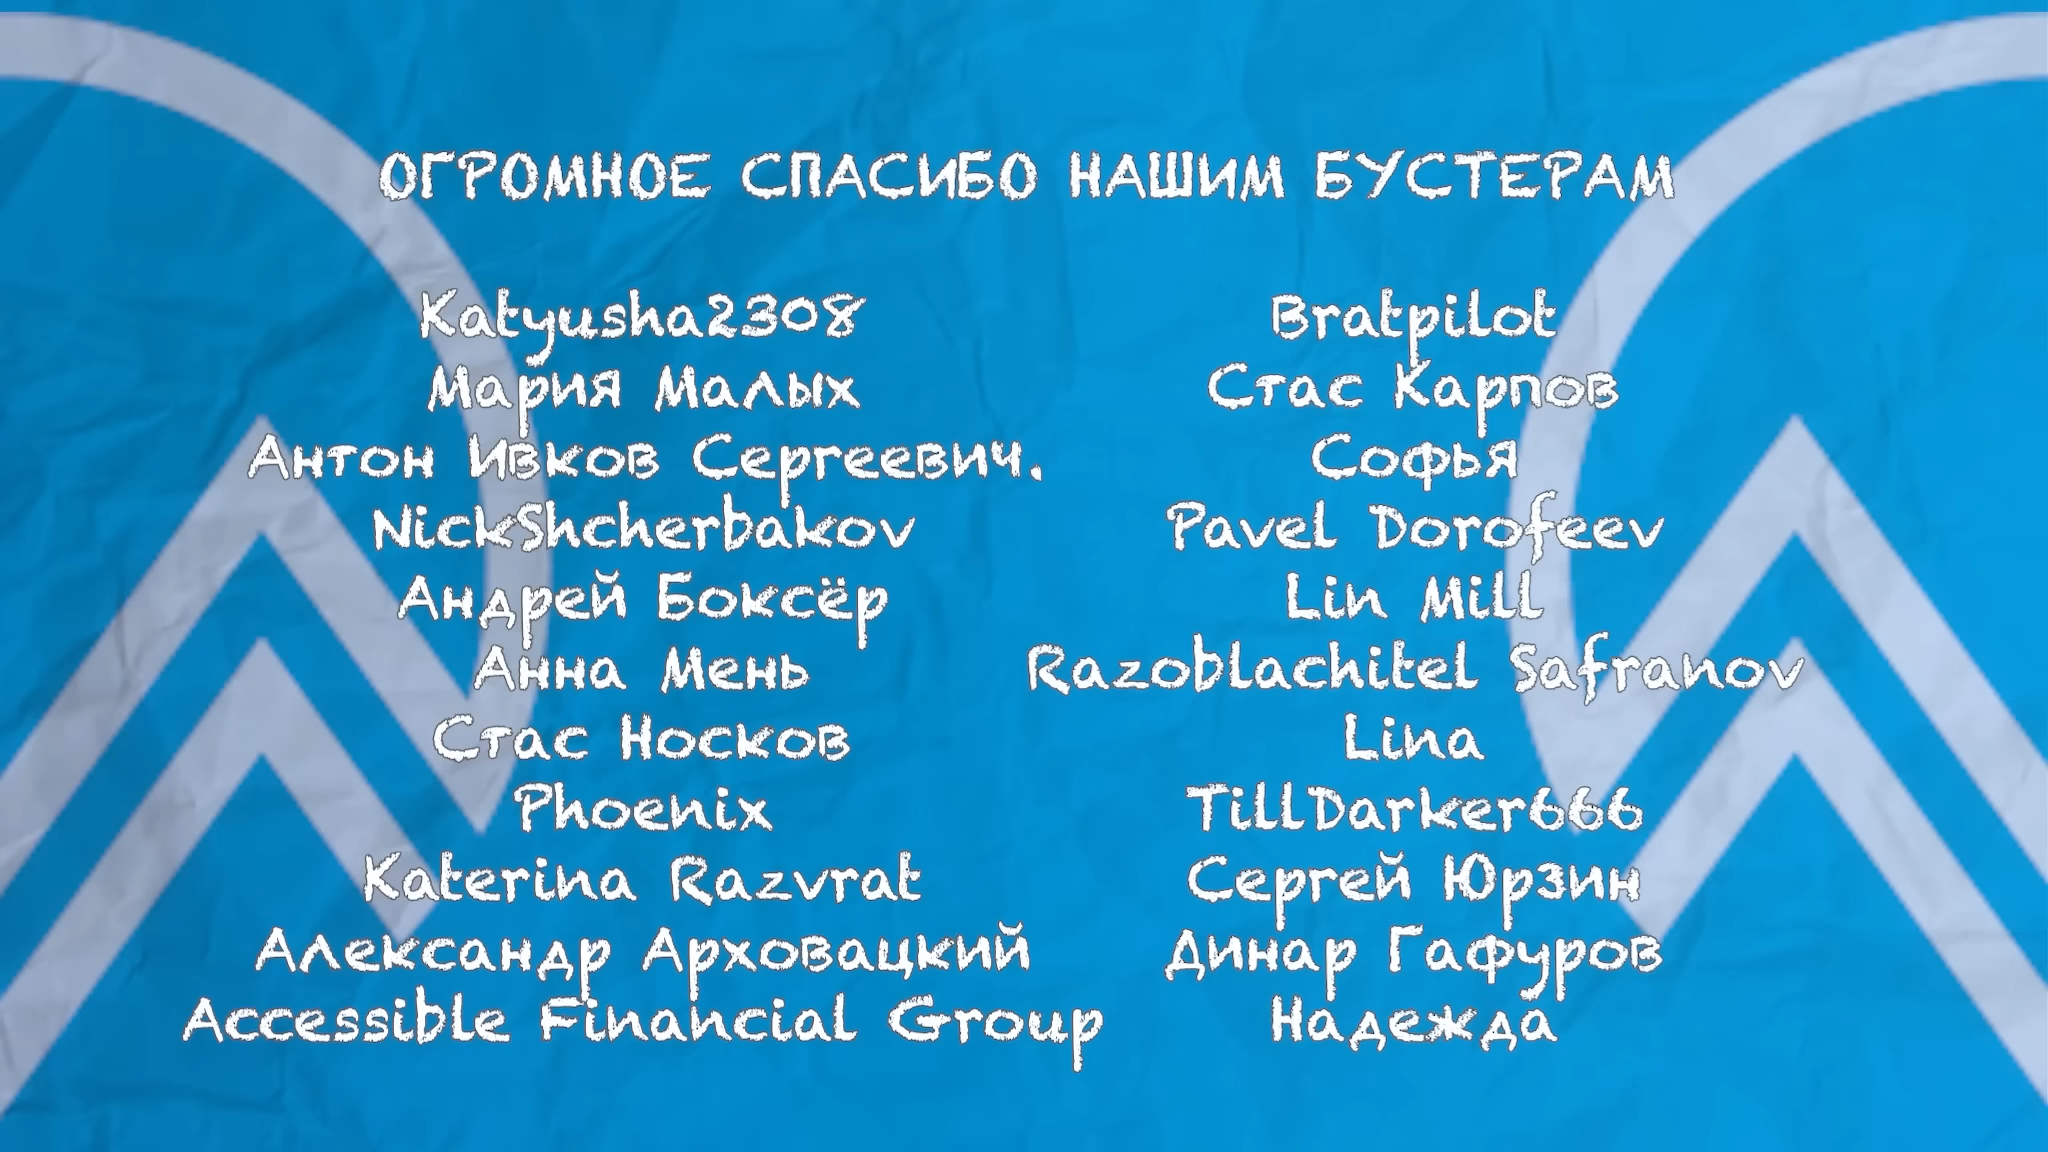 ОГРОМНОЕ СПАСИБО НАШИМ БУСТЕРАМ
Katyusha2308
Мария Малых
Антон Ивков Сергеевич.
NickShcherbakov
Андрей Боксёр
Анна Мень
Стас Носков
Phoenix
Katerina Razvrat
Александр Арховацкий
Accessible Financial Group
Bratpilot
Стас Карпов
Софья
Pavel Dorofeev
Lin Mill
Razoblachitel Safranov
Lina
TillDarker666
Сергей Юрзин
Динар Гафуров
Надежда